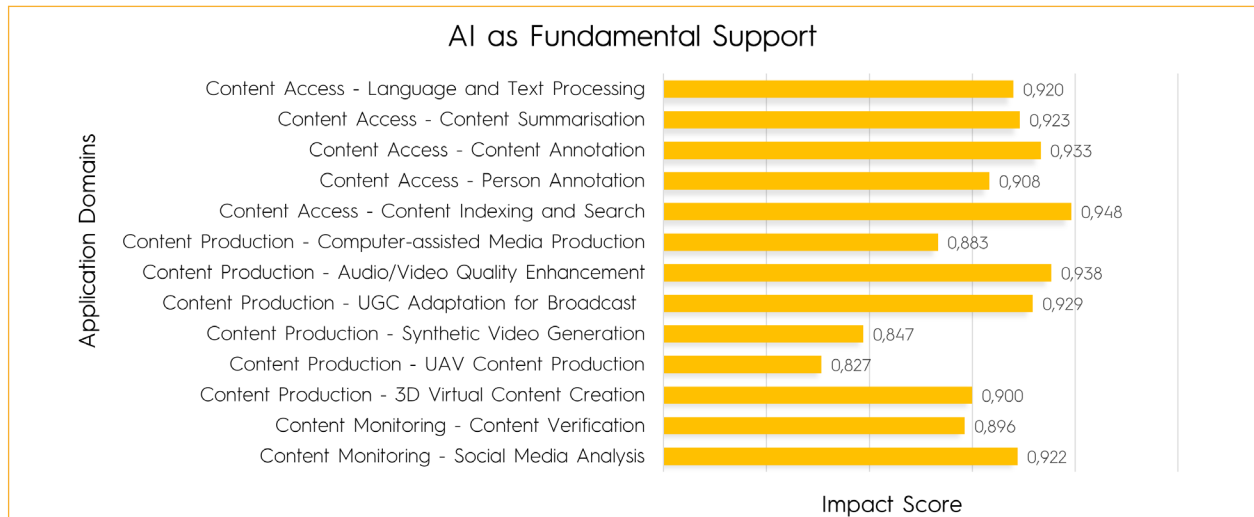 AI as Fundamental Support
Application Domains
Content Access - Language and Text Processing 0,920
Content Access - Content Summarisation 0,923
Content Access - Content Annotation 0,933
Content Access - Person Annotation 0,908
Content Access - Content Indexing and Search 0,948
Content Production - Computer-assisted Media Production 0,883
Content Production - Audio/Video Quality Enhancement 0,938
Content Production - UGC Adaptation for Broadcast 0,929
Content Production - Synthetic Video Generation 0,847
Content Production - UAV Content Production 0,827
Content Production - 3D Virtual Content Creation 0,900
Content Monitoring - Content Verification 0,896
Content Monitoring - Social Media Analysis 0,922
Impact Score